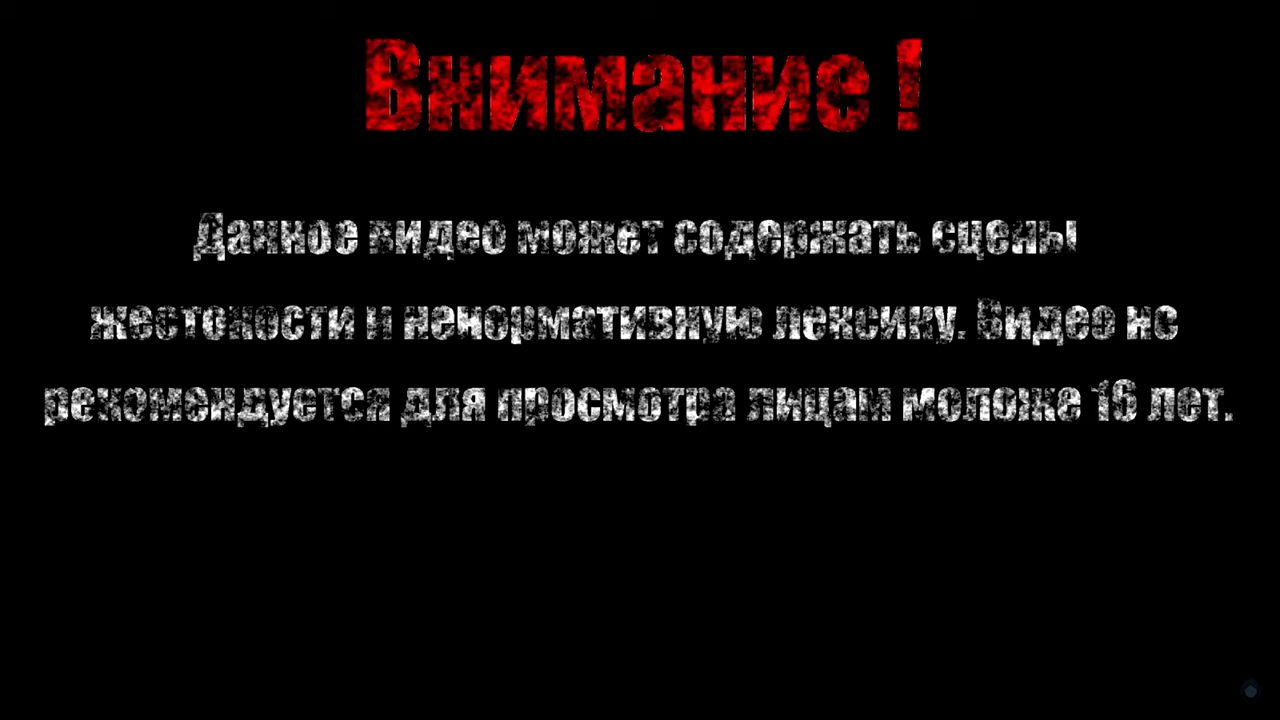 Внимание !
Данное видео может содержать сцены
жестокости и ненормативную лексику. Видео не
рекомендуется для просмотра лицам моложе 16 лет.